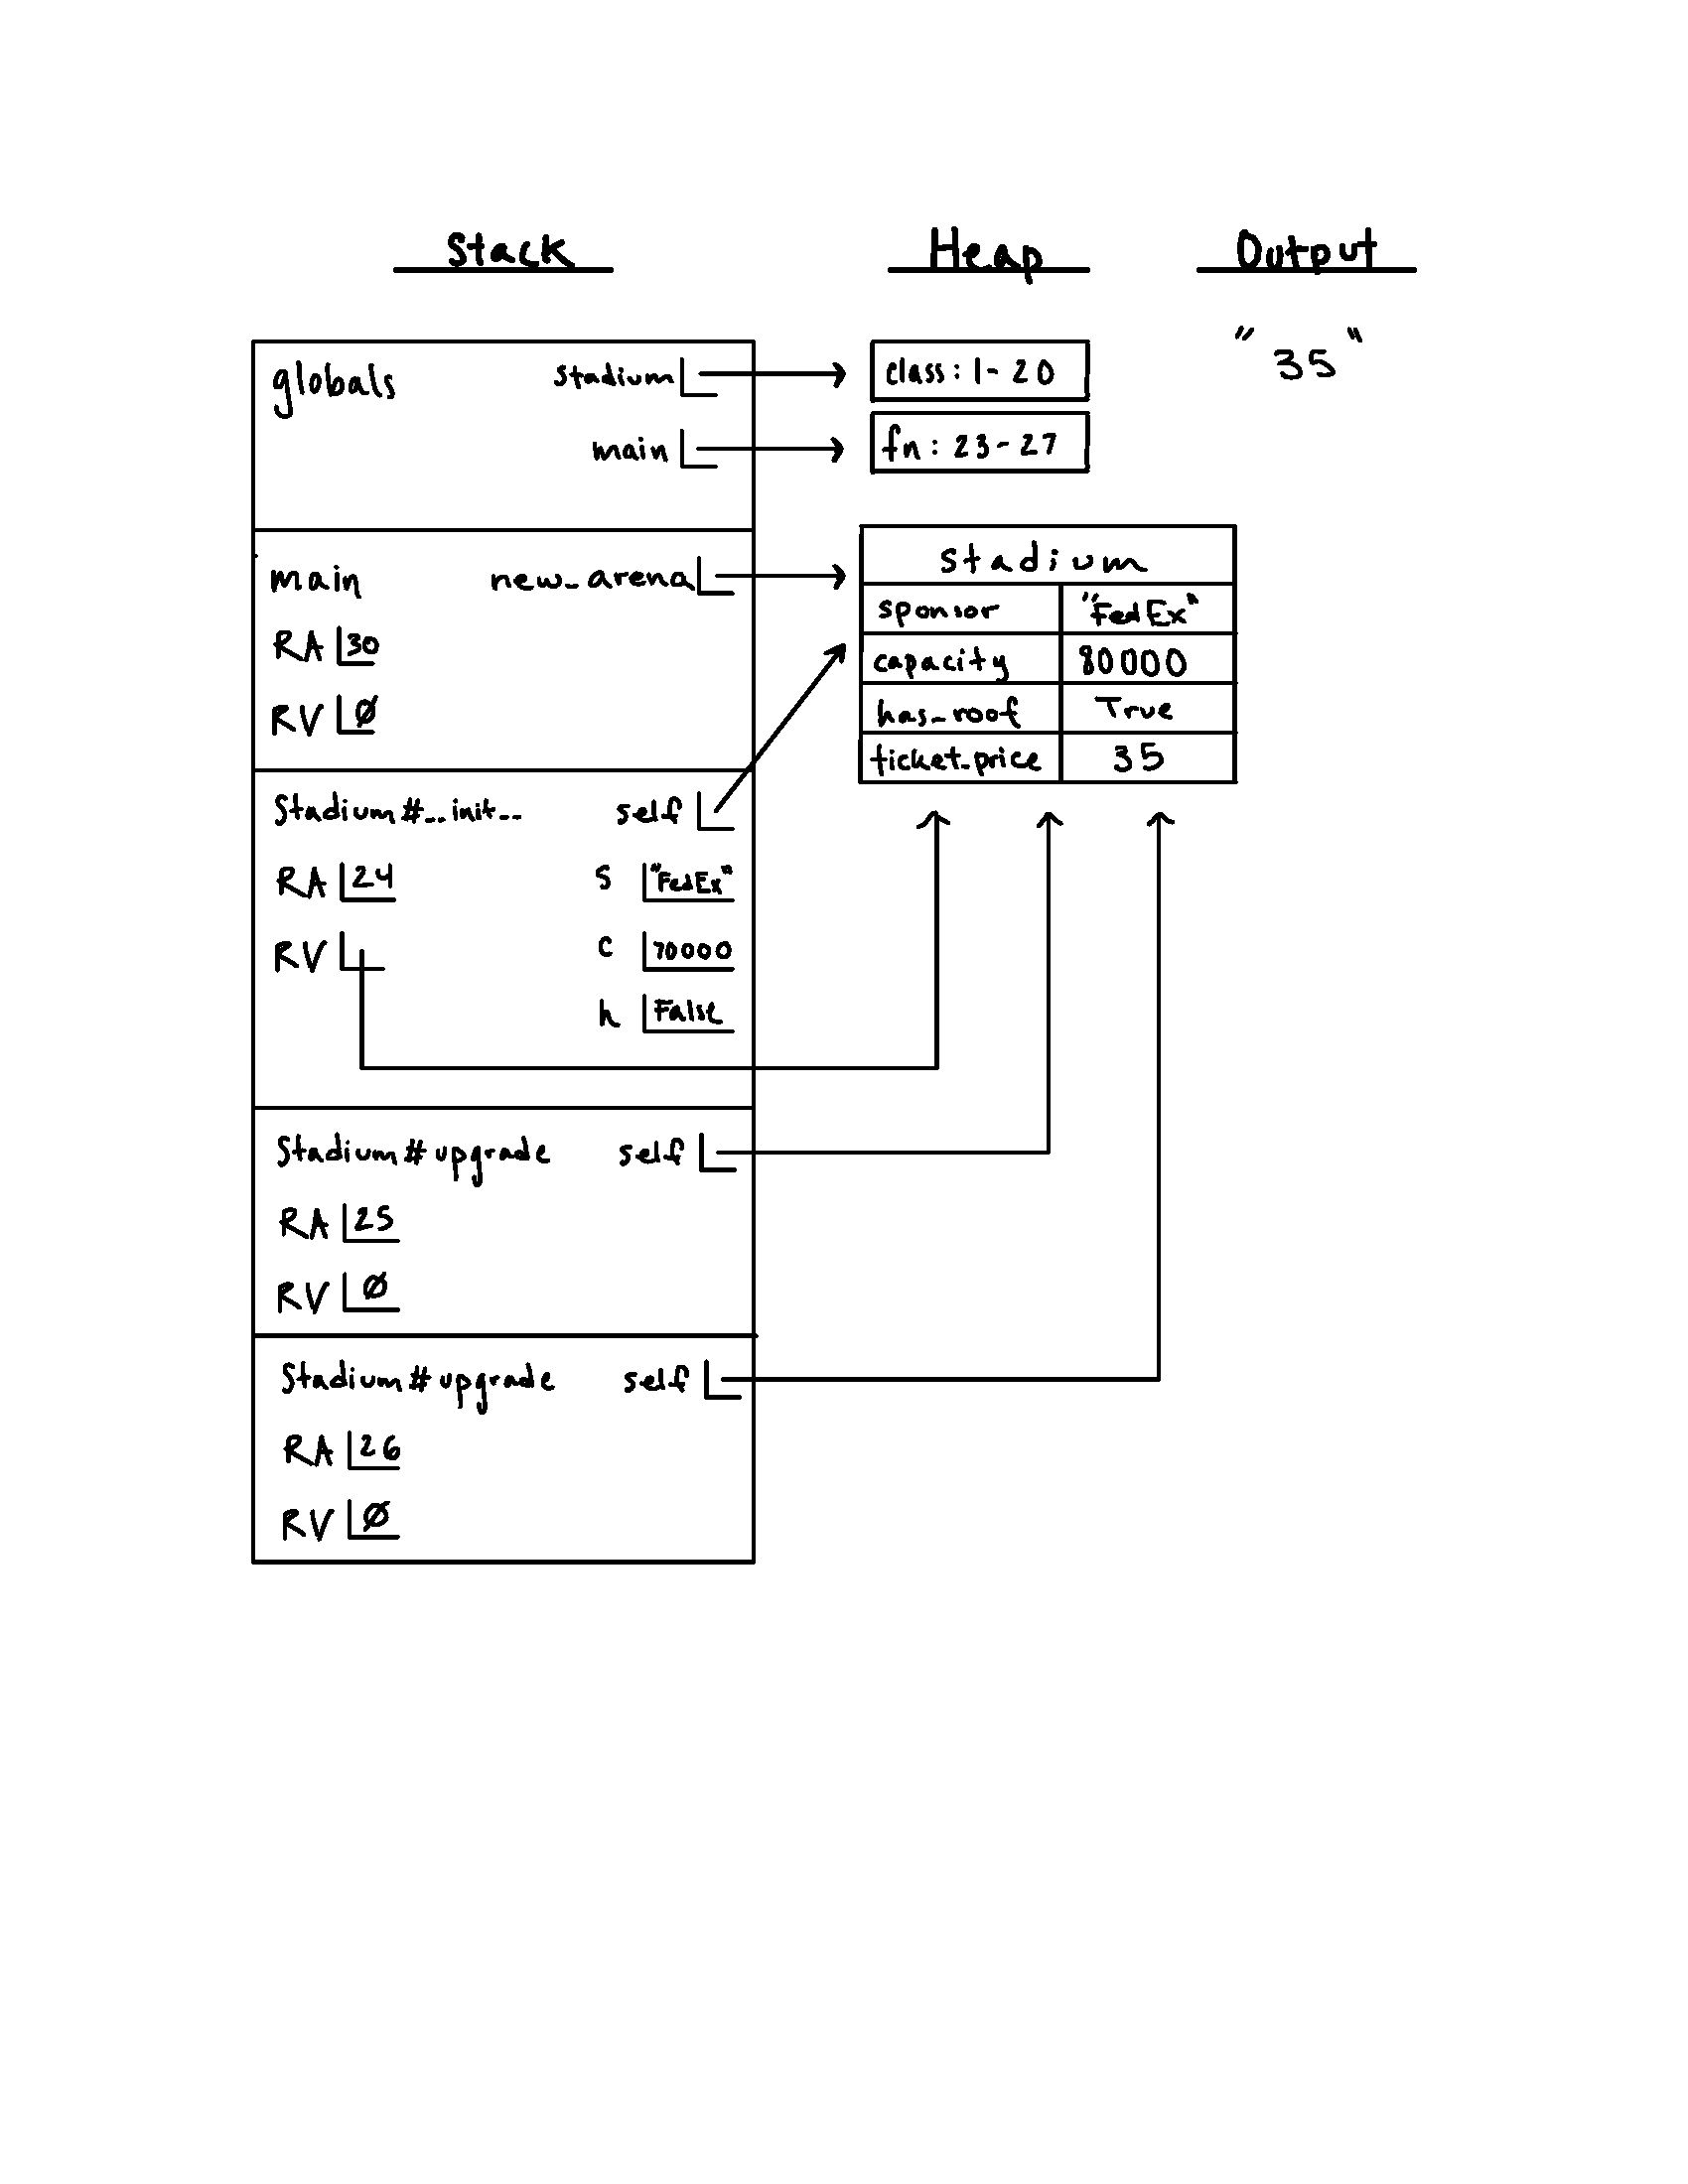 Stack Heap Output
globals stadium class: 1-20 "35"
main fn: 23-27
main new_arena stadium
sponsor "FedEx"
RA 30 capacity 80000
RV Ø has_roof True
ticket_price 35
Stadium#__init__ self
RA 24 s "FedEx"
RV c 70000
h False
Stadium#upgrade self
RA 25
RV Ø
Stadium#upgrade self
RA 26
RV Ø